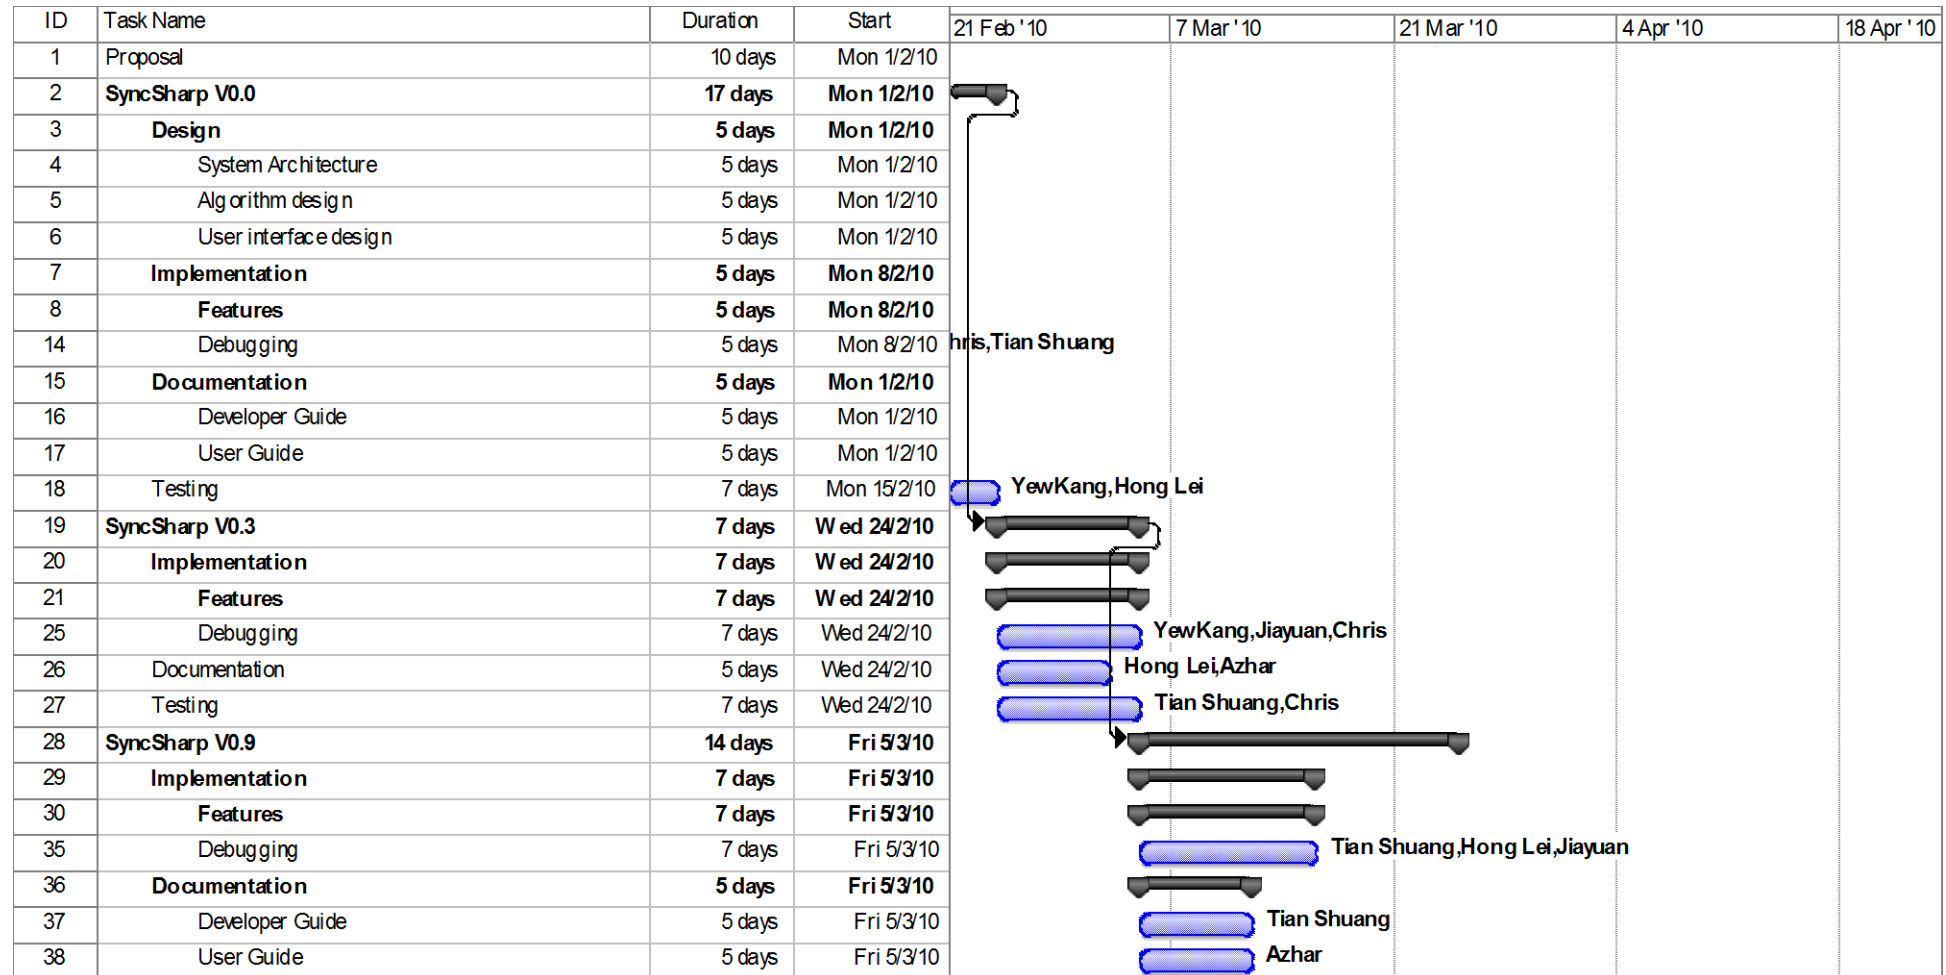 ID Task Name Duration Start 21 Feb '10 7 Mar '10 21 Mar '10 4 Apr '10 18 Apr '10
1 Proposal 10 days Mon 1/2/10
2 SyncSharp V0.0 17 days Mon 1/2/10
3 Design 5 days Mon 1/2/10
4 System Architecture 5 days Mon 1/2/10
5 Algorithm design 5 days Mon 1/2/10
6 User interface design 5 days Mon 1/2/10
7 Implementation 5 days Mon 8/2/10
8 Features 5 days Mon 8/2/10
14 Debugging 5 days Mon 8/2/10 hris,Tian Shuang
15 Documentation 5 days Mon 1/2/10
16 Developer Guide 5 days Mon 1/2/10
17 User Guide 5 days Mon 1/2/10
18 Testing 7 days Mon 15/2/10 YewKang,Hong Lei
19 SyncSharp V0.3 7 days Wed 24/2/10
20 Implementation 7 days Wed 24/2/10
21 Features 7 days Wed 24/2/10
25 Debugging 7 days Wed 24/2/10 YewKang,Jiayuan,Chris
26 Documentation 5 days Wed 24/2/10 Hong Lei,Azhar
27 Testing 7 days Wed 24/2/10 Tian Shuang,Chris
28 SyncSharp V0.9 14 days Fri 5/3/10
29 Implementation 7 days Fri 5/3/10
30 Features 7 days Fri 5/3/10
35 Debugging 7 days Fri 5/3/10 Tian Shuang,Hong Lei,Jiayuan
36 Documentation 5 days Fri 5/3/10
37 Developer Guide 5 days Fri 5/3/10 Tian Shuang
38 User Guide 5 days Fri 5/3/10 Azhar